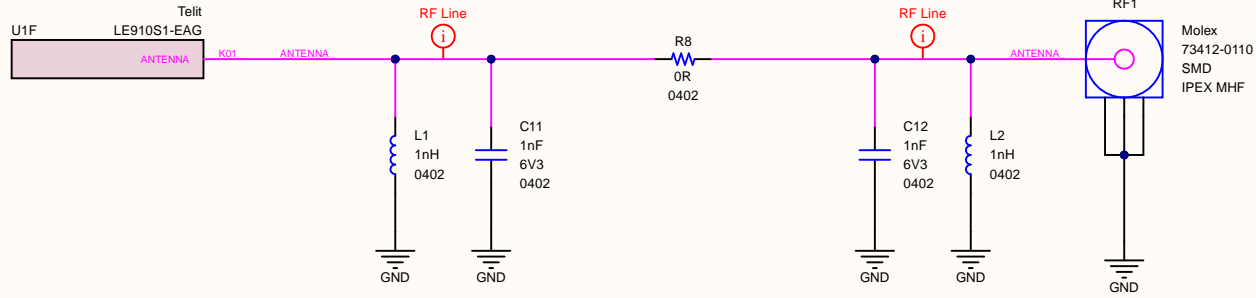 Telit
U1F
LE910S1-EAG
ANTENNA
K01
ANTENNA
RF Line
i
R8
0R
0402
RF Line
i
ANTENNA
RF1
Molex
73412-0110
SMD
IPEX MHF
L1
1nH
0402
C11
1nF
6V3
0402
C12
1nF
6V3
0402
L2
1nH
0402
GND
GND
GND
GND
GND